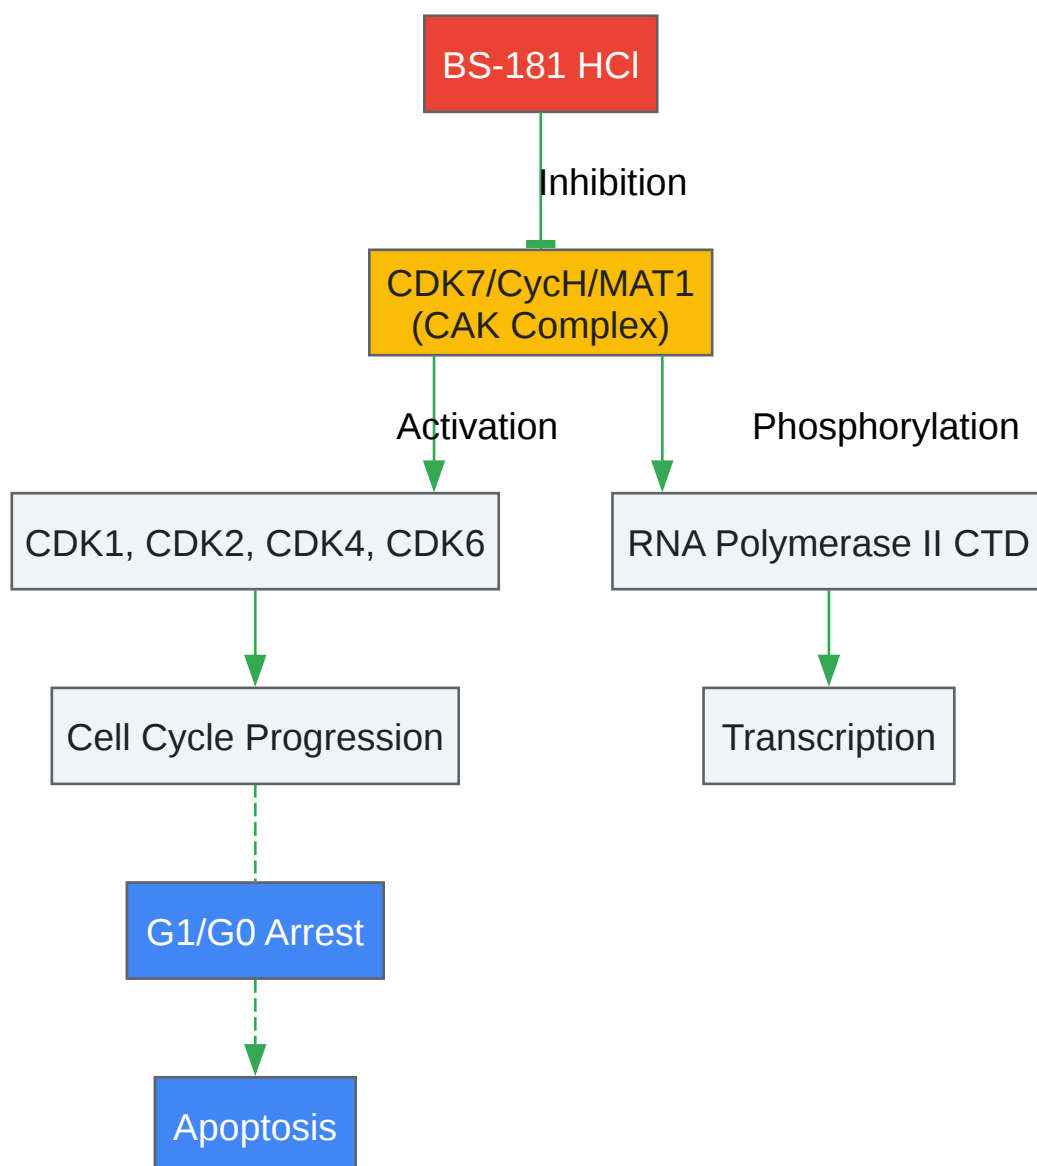 BS-181 HCl
Inhibition
CDK7/CycH/MAT1
(CAK Complex)
Activation
Phosphorylation
CDK1, CDK2, CDK4, CDK6
RNA Polymerase II CTD
Cell Cycle Progression
Transcription
G1/G0 Arrest
Apoptosis